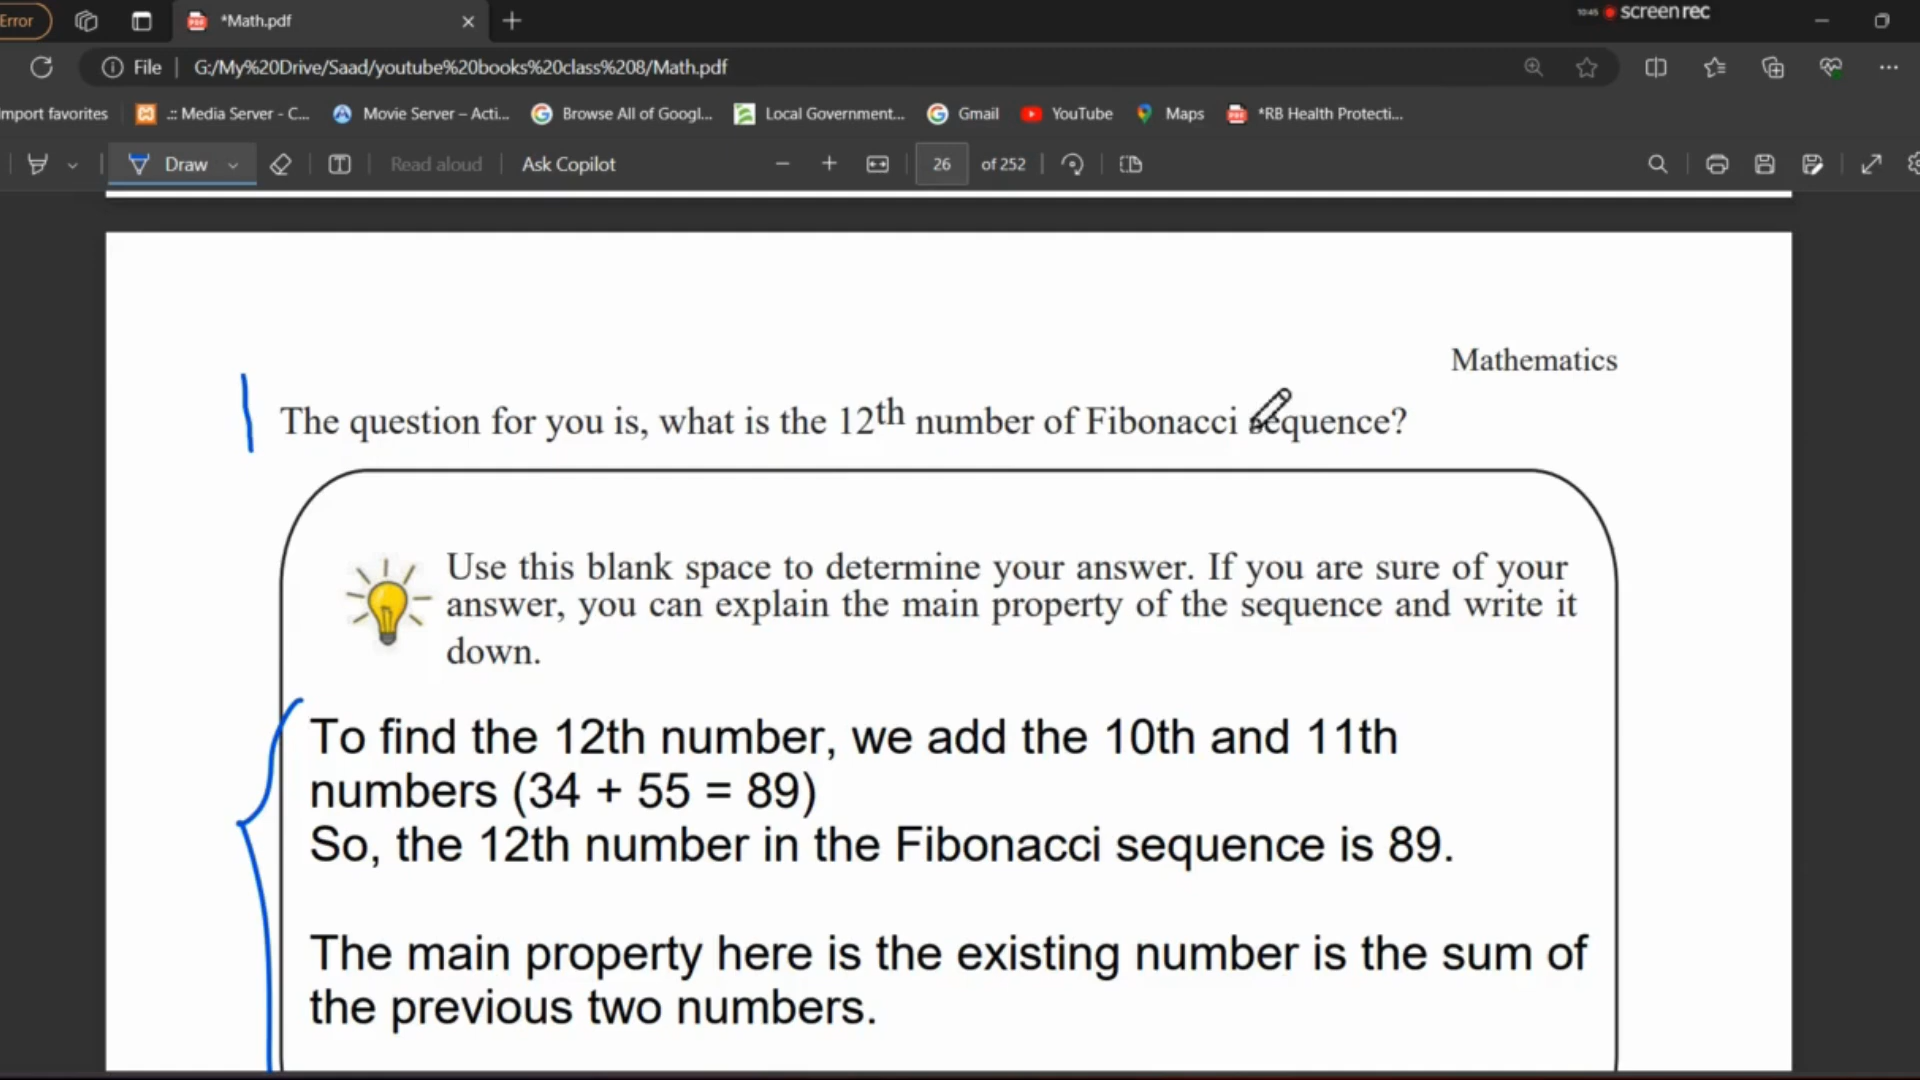 Error
*Math.pdf
10:45 screenrec
File
G:/My%20Drive/Saad/youtube%20books%20class%208/Math.pdf
mport favorites
.:: Media Server - C...
Movie Server – Acti...
Browse All of Googl...
Local Government...
Gmail
YouTube
Maps
*RB Health Protecti...
Draw
Read aloud
Ask Copilot
26 of 252
Mathematics
The question for you is, what is the 12th number of Fibonacci sequence?
Use this blank space to determine your answer. If you are sure of your
answer, you can explain the main property of the sequence and write it
down.
To find the 12th number, we add the 10th and 11th
numbers (34 + 55 = 89)
So, the 12th number in the Fibonacci sequence is 89.
The main property here is the existing number is the sum of
the previous two numbers.